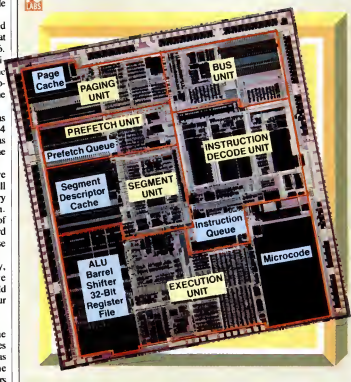 LABS
Page
Cache
PAGING
UNIT
BUS
UNIT
PREFETCH UNIT
Prefetch Queue
INSTRUCTION
DECODE UNIT
Segment
Descriptor
Cache
SEGMENT
UNIT
Instruction
Queue
ALU
Barrel
Shifter
32-Bit
Register
File
Microcode
EXECUTION
UNIT